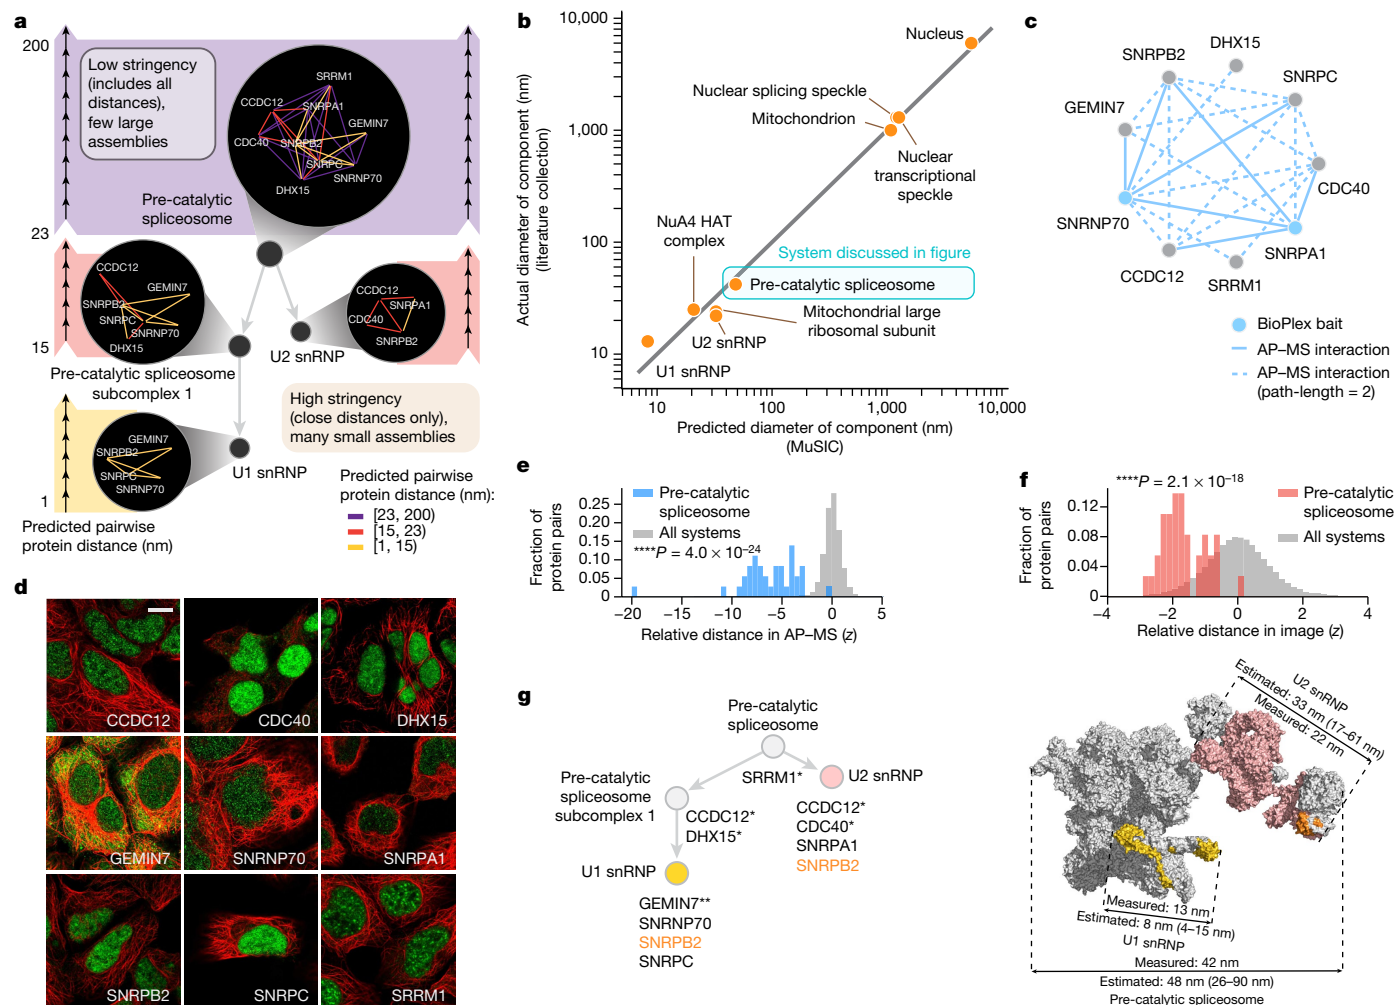 a
200
Low stringency
(includes all
distances),
few large
assemblies
SRRM1
CCDC12
SNRPA1
GEMIN7
CDC40
SNRPB2
SNRPC
SNRNP70
DHX15
Pre-catalytic
spliceosome
23
CCDC12
GEMIN7
SNRPB2
SNRPC
SNRNP70
DHX15
CCDC12
SNRPA1
CDC40
SNRPB2
15
U2 snRNP
Pre-catalytic spliceosome
subcomplex 1
High stringency
(close distances only),
many small assemblies
GEMIN7
SNRPB2
SNRPC
SNRNP70
U1 snRNP
1
Predicted pairwise
protein distance (nm)
Predicted pairwise
protein distance (nm):
[23, 200)
[15, 23)
[1, 15)
b
Actual diameter of component (nm)
(literature collection)
10,000
1,000
100
10
Nucleus
Nuclear splicing speckle
Mitochondrion
Nuclear
transcriptional
speckle
NuA4 HAT
complex
System discussed in figure
Pre-catalytic spliceosome
Mitochondrial large
ribosomal subunit
U2 snRNP
U1 snRNP
10
100
1,000
10,000
Predicted diameter of component (nm)
(MuSIC)
c
DHX15
SNRPB2
SNRPC
GEMIN7
CDC40
SNRNP70
SNRPA1
CCDC12
SRRM1
BioPlex bait
AP–MS interaction
AP–MS interaction
(path-length = 2)
d
CCDC12
CDC40
DHX15
GEMIN7
SNRNP70
SNRPA1
SNRPB2
SNRPC
SRRM1
e
Fraction of
protein pairs
0.25
0.20
0.15
0.10
0.05
0
Pre-catalytic
spliceosome
All systems
****P = 4.0 × 10–24
–20
–15
–10
–5
0
5
Relative distance in AP–MS (z)
f
Fraction of
protein pairs
0.12
0.08
0.04
0
****P = 2.1 × 10–18
Pre-catalytic
spliceosome
All systems
–4
–2
0
2
4
Relative distance in image (z)
g
Pre-catalytic
spliceosome
SRRM1*
U2 snRNP
Pre-catalytic
spliceosome
subcomplex 1
CCDC12*
DHX15*
CCDC12*
CDC40*
SNRPA1
SNRPB2
U1 snRNP
GEMIN7**
SNRNP70
SNRPB2
SNRPC
U2 snRNP
Estimated: 33 nm (17–61 nm)
Measured: 22 nm
Measured: 13 nm
Estimated: 8 nm (4–15 nm)
U1 snRNP
Measured: 42 nm
Estimated: 48 nm (26–90 nm)
Pre-catalytic spliceosome